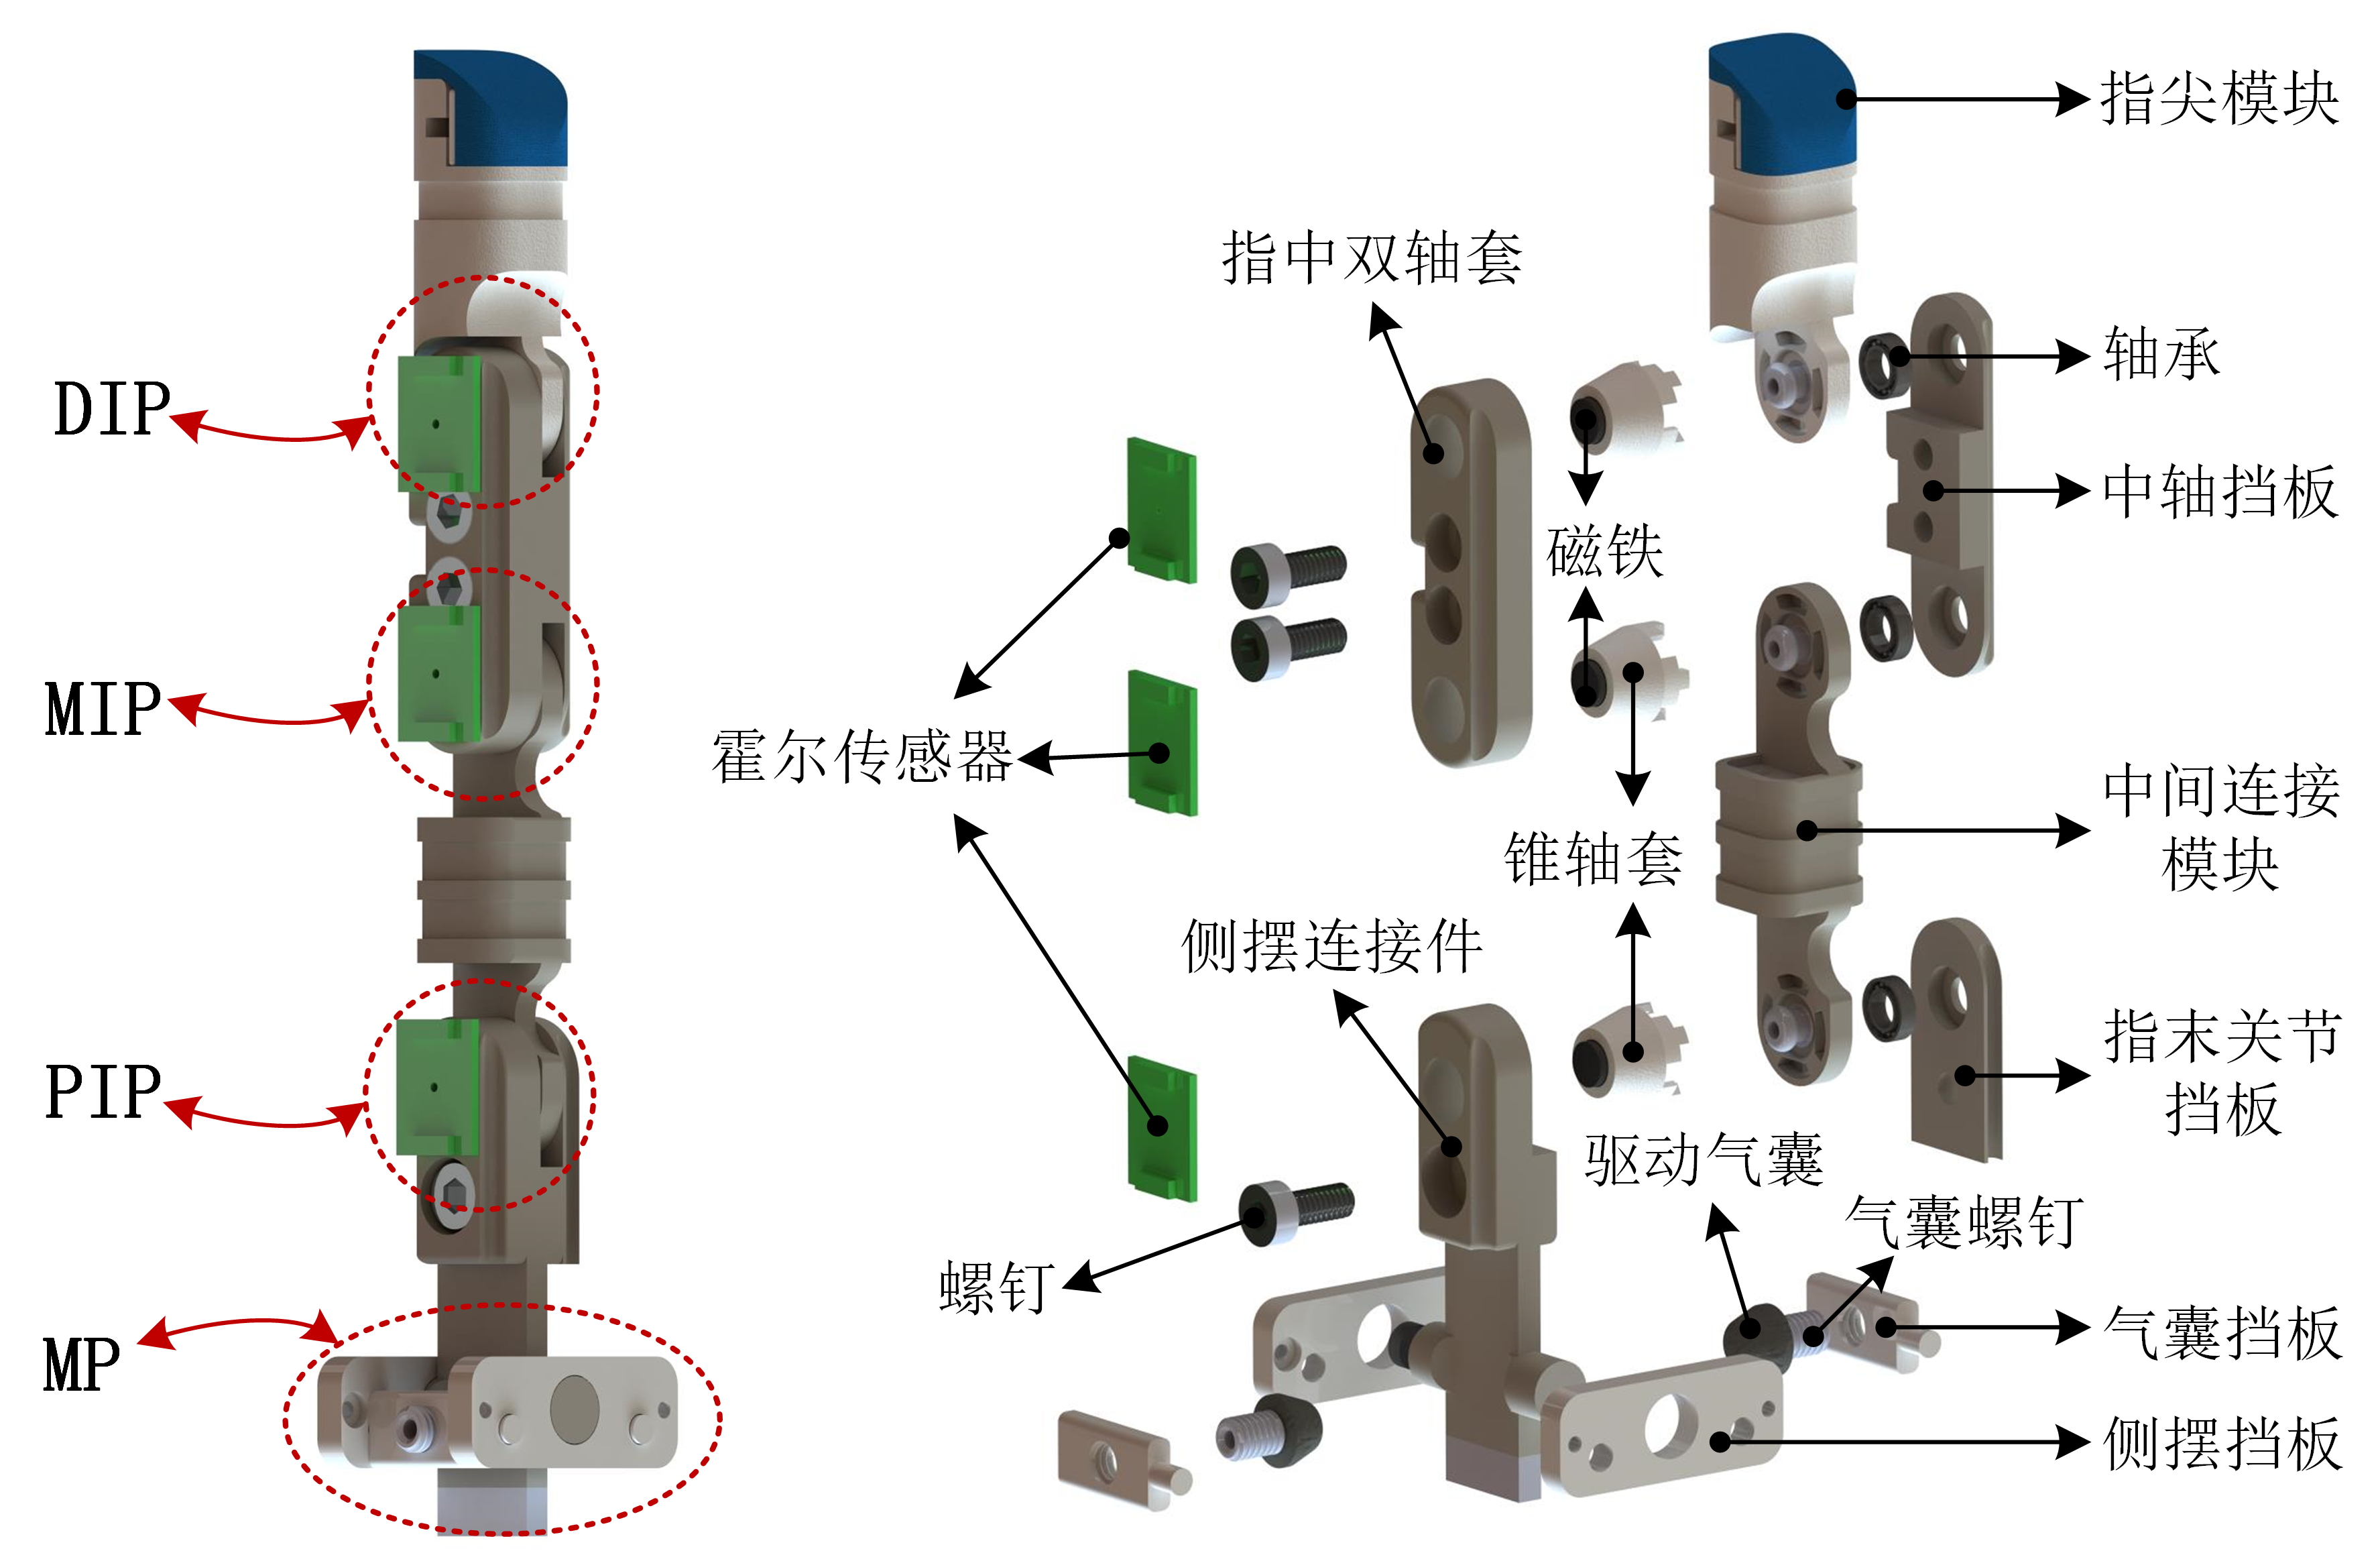 DIP
MIP
PIP
MP
指中双轴套
霍尔传感器
侧摆连接件
螺钉
磁铁
锥轴套
驱动气囊
气囊螺钉
指尖模块
轴承
中轴挡板
中间连接
模块
指末关节
挡板
气囊挡板
侧摆挡板